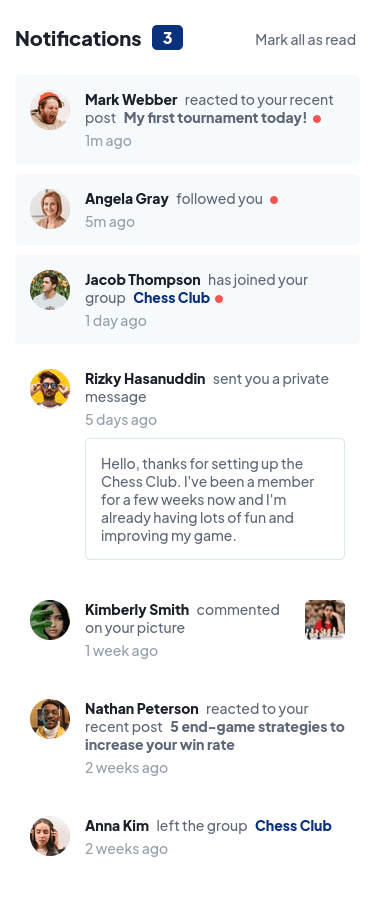 Notifications 3 Mark all as read
Mark Webber reacted to your recent
post My first tournament today!
1m ago
Angela Gray followed you
5m ago
Jacob Thompson has joined your
group Chess Club
1 day ago
Rizky Hasanuddin sent you a private
message
5 days ago
Hello, thanks for setting up the
Chess Club. I've been a member
for a few weeks now and I'm
already having lots of fun and
improving my game.
Kimberly Smith commented
on your picture
1 week ago
Nathan Peterson reacted to your
recent post 5 end-game strategies to
increase your win rate
2 weeks ago
Anna Kim left the group Chess Club
2 weeks ago